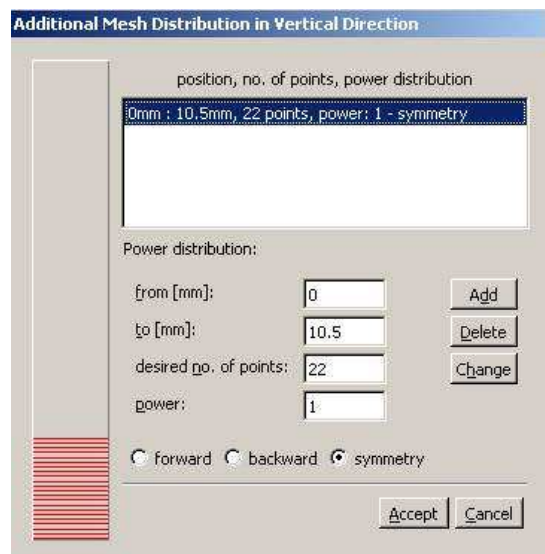 Additional Mesh Distribution in Vertical Direction
position, no. of points, power distribution
0mm : 10.5mm, 22 points, power: 1 - symmetry
Power distribution:
from [mm]: 0 Add
to [mm]: 10.5 Delete
desired no. of points: 22 Change
power: 1
forward backward symmetry
Accept Cancel